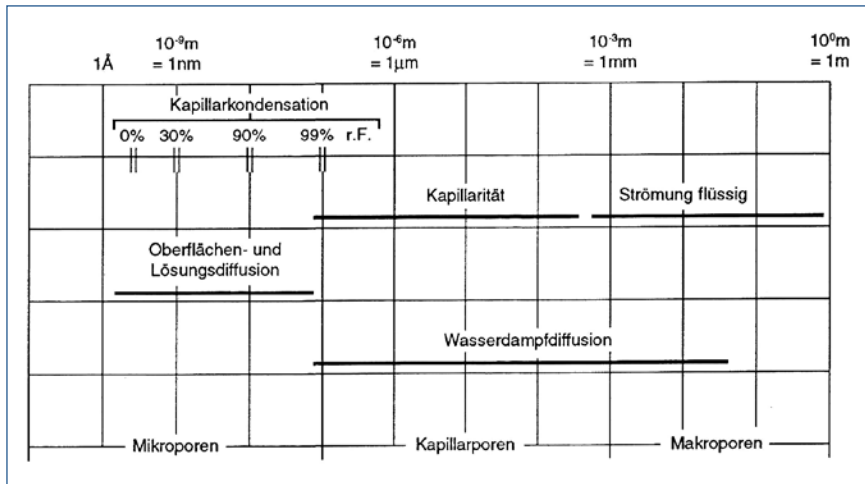 10⁻⁹m 10⁻⁶m 10⁻³m 10⁰m
1Å = 1nm = 1µm = 1mm = 1m
Kapillarkondensation
0% 30% 90% 99% r.F.
Kapillarität Strömung flüssig
Oberflächen- und
Lösungsdiffusion
Wasserdampfdiffusion
Mikroporen Kapillarporen Makroporen